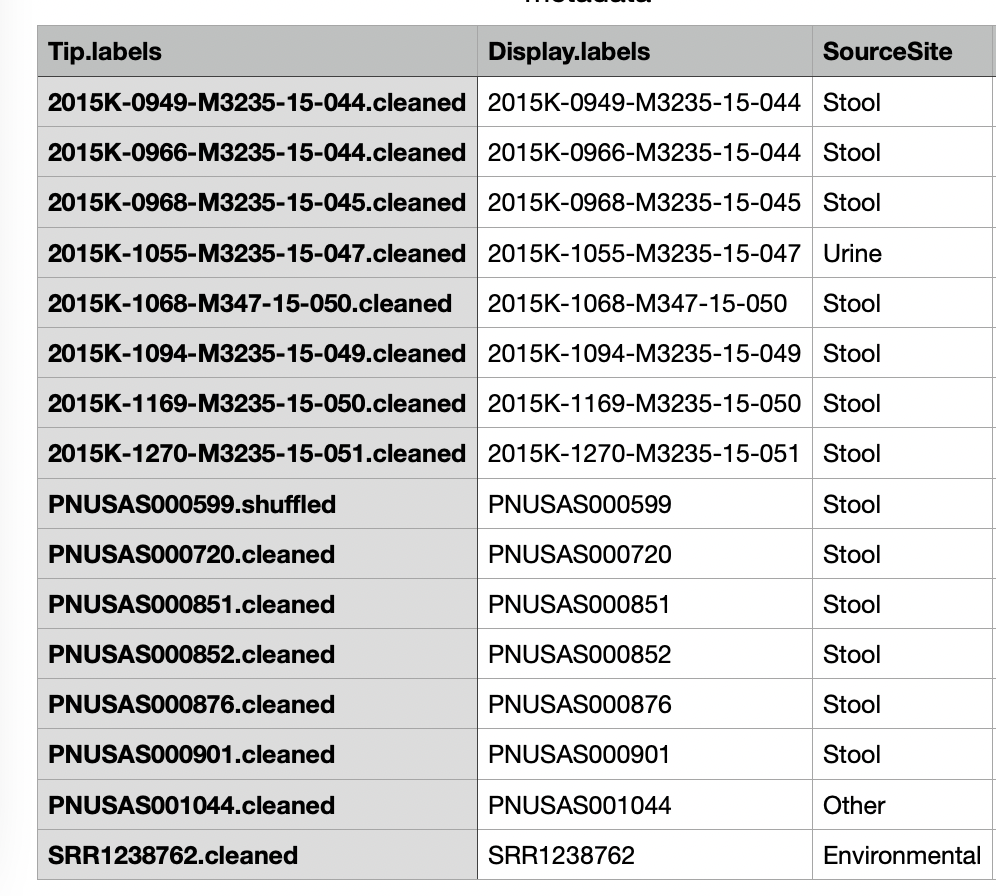 metadata
Tip.labels Display.labels SourceSite
2015K-0949-M3235-15-044.cleaned 2015K-0949-M3235-15-044 Stool
2015K-0966-M3235-15-044.cleaned 2015K-0966-M3235-15-044 Stool
2015K-0968-M3235-15-045.cleaned 2015K-0968-M3235-15-045 Stool
2015K-1055-M3235-15-047.cleaned 2015K-1055-M3235-15-047 Urine
2015K-1068-M347-15-050.cleaned 2015K-1068-M347-15-050 Stool
2015K-1094-M3235-15-049.cleaned 2015K-1094-M3235-15-049 Stool
2015K-1169-M3235-15-050.cleaned 2015K-1169-M3235-15-050 Stool
2015K-1270-M3235-15-051.cleaned 2015K-1270-M3235-15-051 Stool
PNUSAS000599.shuffled PNUSAS000599 Stool
PNUSAS000720.cleaned PNUSAS000720 Stool
PNUSAS000851.cleaned PNUSAS000851 Stool
PNUSAS000852.cleaned PNUSAS000852 Stool
PNUSAS000876.cleaned PNUSAS000876 Stool
PNUSAS000901.cleaned PNUSAS000901 Stool
PNUSAS001044.cleaned PNUSAS001044 Other
SRR1238762.cleaned SRR1238762 Environmental